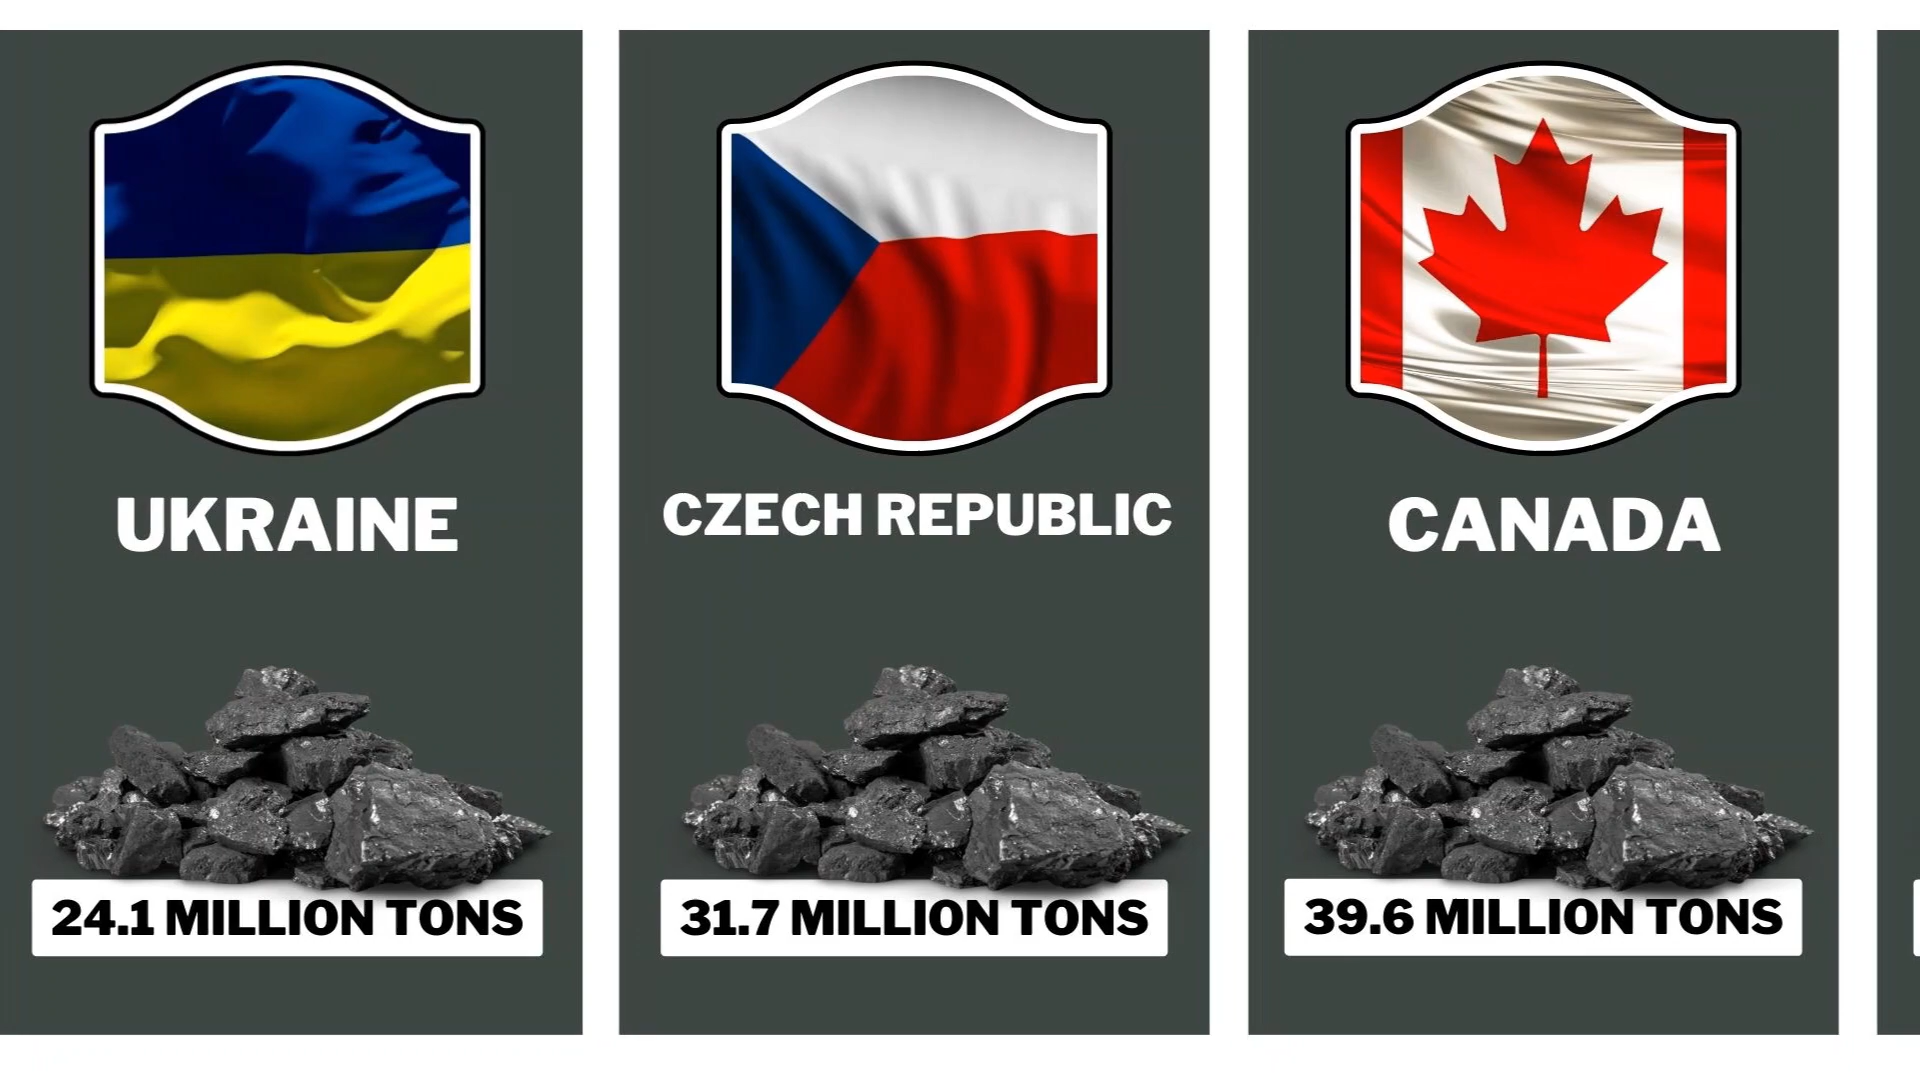 UKRAINE
24.1 MILLION TONS
CZECH REPUBLIC
31.7 MILLION TONS
CANADA
39.6 MILLION TONS